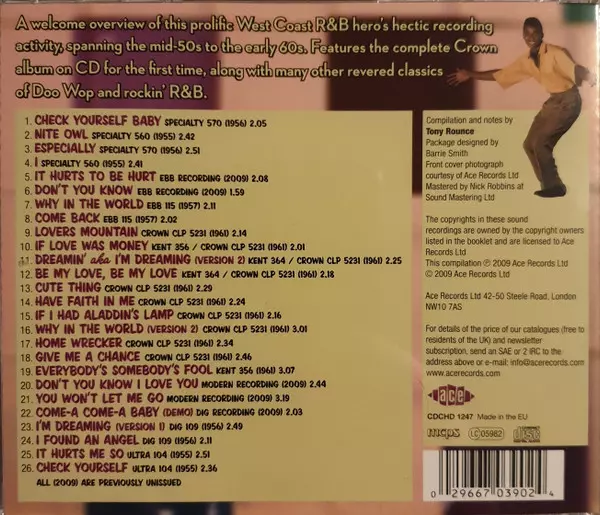 A welcome overview of this prolific West Coast R&B hero's hectic recording
activity, spanning the mid-50s to the early 60s. Features the complete Crown
album on CD for the first time, along with many other revered classics
of Doo Wop and rockin' R&B.
1. CHECK YOURSELF BABY SPECIALTY 570 (1956) 2.05
2. NITE OWL SPECIALTY 560 (1955) 2.42
3. ESPECIALLY SPECIALTY 570 (1956) 2.51
4. I SPECIALTY 560 (1955) 2.41
5. IT HURTS TO BE HURT EBB RECORDING (2009) 2.08
6. DON'T YOU KNOW EBB RECORDING (2009) 1.59
7. WHY IN THE WORLD EBB 115 (1957) 2.11
8. COME BACK EBB 115 (1957) 2.02
9. LOVERS MOUNTAIN CROWN CLP 5231 (1961) 2.14
10. IF LOVE WAS MONEY KENT 356 / CROWN CLP 5231 (1961) 2.01
11. DREAMIN' aka I'M DREAMING (VERSION 2) KENT 364 / CROWN CLP 5231 (1961) 2.25
12. BE MY LOVE, BE MY LOVE KENT 364 / CROWN CLP 5231 (1961) 2.18
13. CUTE THING CROWN CLP 5231 (1961) 2.29
14. HAVE FAITH IN ME CROWN CLP 5231 (1961) 2.24
15. IF I HAD ALADDIN'S LAMP CROWN CLP 5231 (1961) 2.16
16. WHY IN THE WORLD (VERSION 2) CROWN CLP 5231 (1961) 3.01
17. HOME WRECKER CROWN CLP 5231 (1961) 2.34
18. GIVE ME A CHANCE CROWN CLP 5231 (1961) 2.46
19. EVERYBODY'S SOMEBODY'S FOOL KENT 356 (1961) 3.07
20. DON'T YOU KNOW I LOVE YOU MODERN RECORDING (2009) 2.44
21. YOU WON'T LET ME GO MODERN RECORDING (2009) 3.19
22. COME-A COME-A BABY (DEMO) DIG RECORDING (2009) 2.03
23. I'M DREAMING (VERSION 1) DIG 109 (1956) 2.49
24. I FOUND AN ANGEL DIG 109 (1956) 2.11
25. IT HURTS ME SO ULTRA 104 (1955) 2.51
26. CHECK YOURSELF ULTRA 104 (1955) 2.36
ALL (2009) ARE PREVIOUSLY UNISSUED
Compilation and notes by
Tony Rounce
Package designed by
Barrie Smith
Front cover photograph
courtesy of Ace Records Ltd
Mastered by Nick Robbins at
Sound Mastering Ltd
The copyrights in these sound
recordings are owned by the copyright owners
listed in the booklet and are licensed to Ace
Records Ltd
This compilation ℗ 2009 Ace Records Ltd
© 2009 Ace Records Ltd
Ace Records Ltd 42-50 Steele Road, London
NW10 7AS
For details of the price of our catalogues (free to
residents of the UK) and newsletter
subscription, send an SAE or 2 IRC to the
address above or e-mail: info@acerecords.com
www.acerecords.com
ace
CDCHD 1247 Made in the EU
mcps LC 05982 COMPACT disc DIGITAL AUDIO
0 29667 03902 4